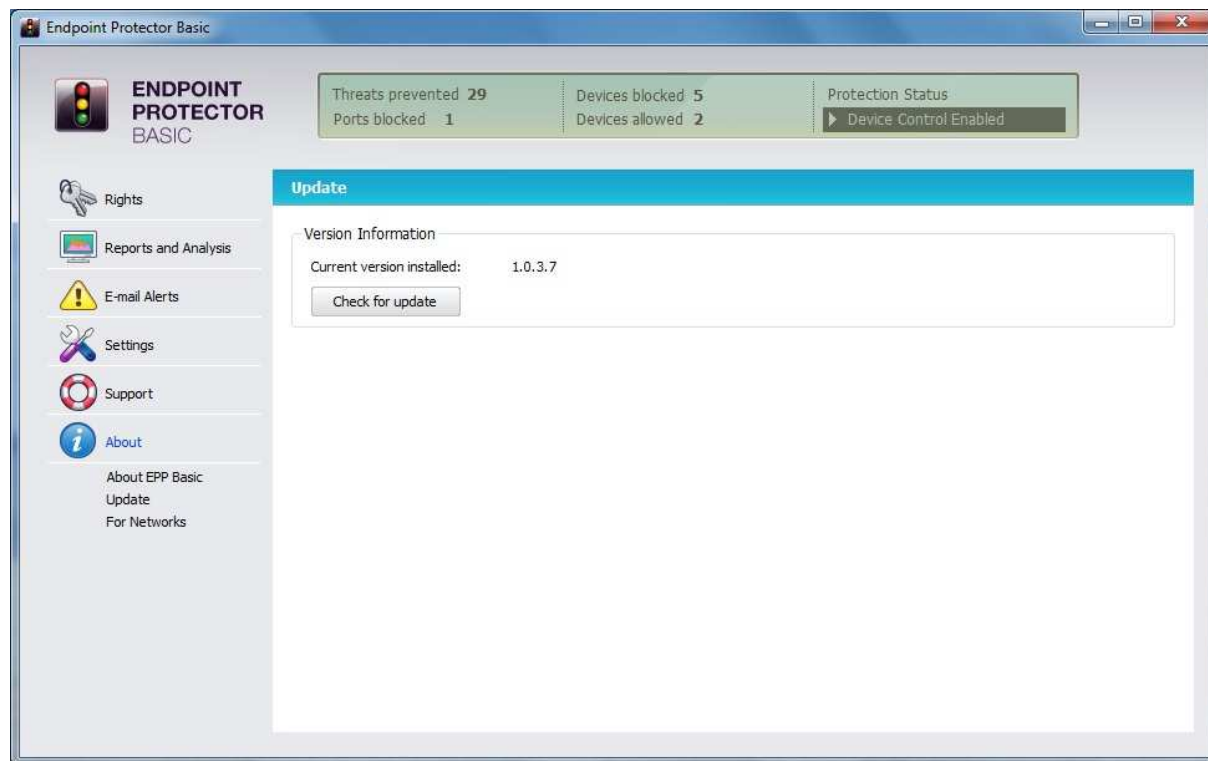 Endpoint Protector Basic
ENDPOINT
PROTECTOR
BASIC
Threats prevented 29
Ports blocked 1
Devices blocked 5
Devices allowed 2
Protection Status
Device Control Enabled
Rights
Reports and Analysis
E-mail Alerts
Settings
Support
About
About EPP Basic
Update
For Networks
Update
Version Information
Current version installed: 1.0.3.7
Check for update